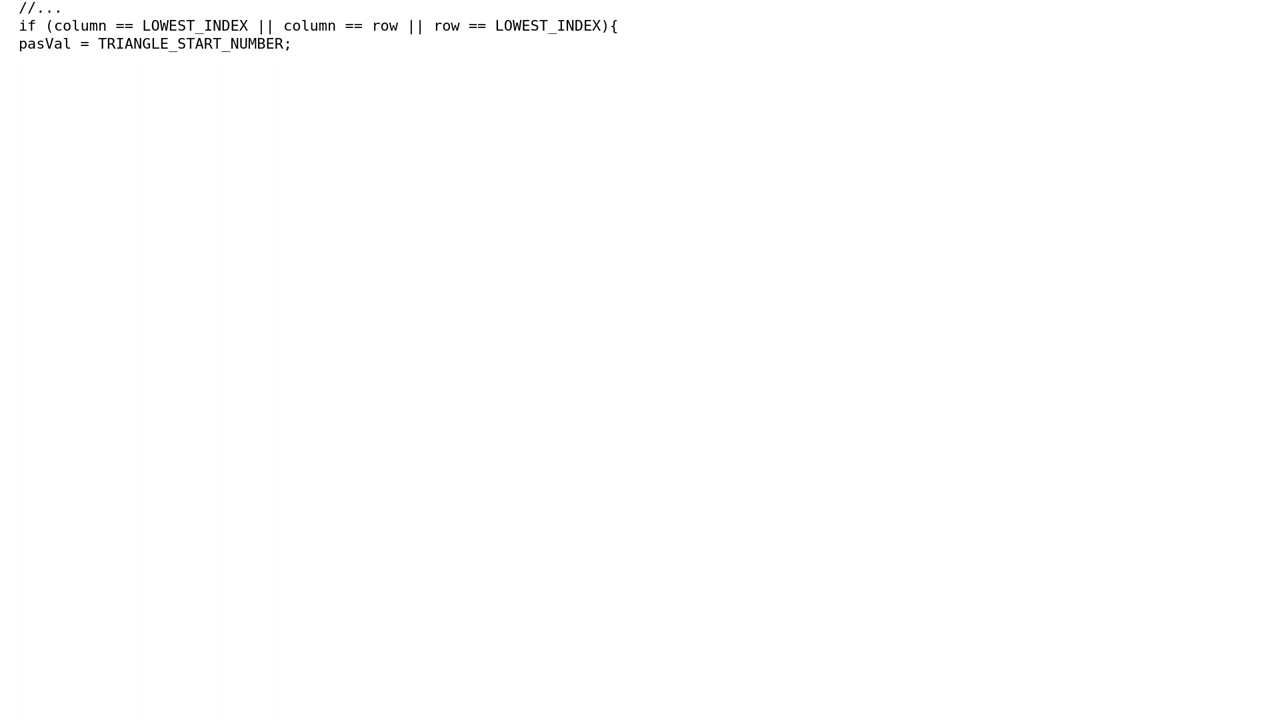 //...
if (column == LOWEST_INDEX || column == row || row == LOWEST_INDEX){
pasVal = TRIANGLE_START_NUMBER;